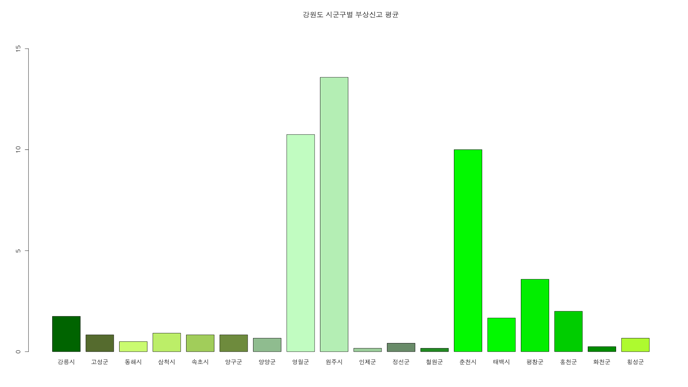 강원도 시군구별 부상신고 평균
15
10
5
0
강릉시 고성군 동해시 삼척시 속초시 양구군 양양군 영월군 원주시 인제군 정선군 철원군 춘천시 태백시 평창군 홍천군 화천군 횡성군